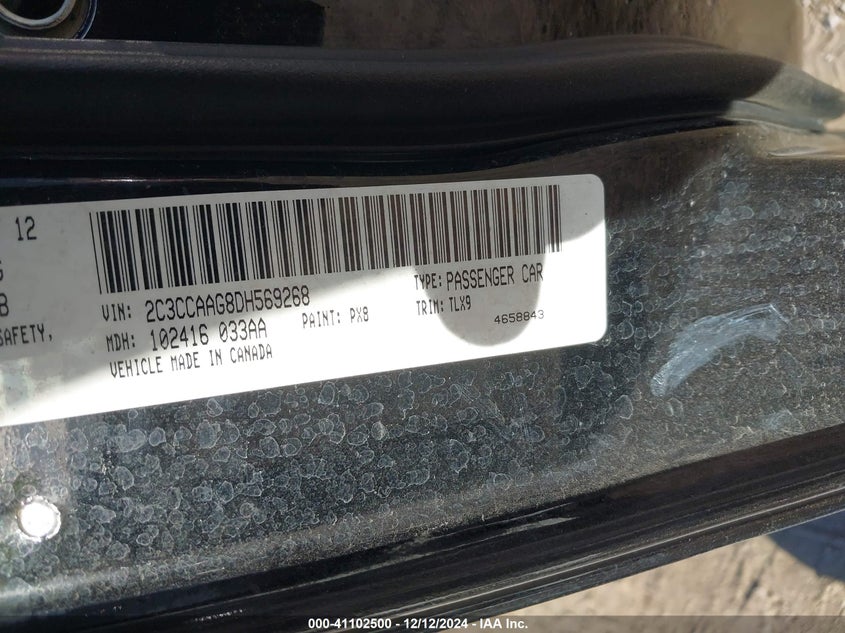 12
G
B
SAFETY,
VIN: 2C3CCAAG8DH569268
TYPE: PASSENGER CAR
MDH: 102416 033AA
PAINT: PX8
TRIM: TLX9
VEHICLE MADE IN CANADA
4658843
000-41102500 - 12/12/2024 - IAA Inc.